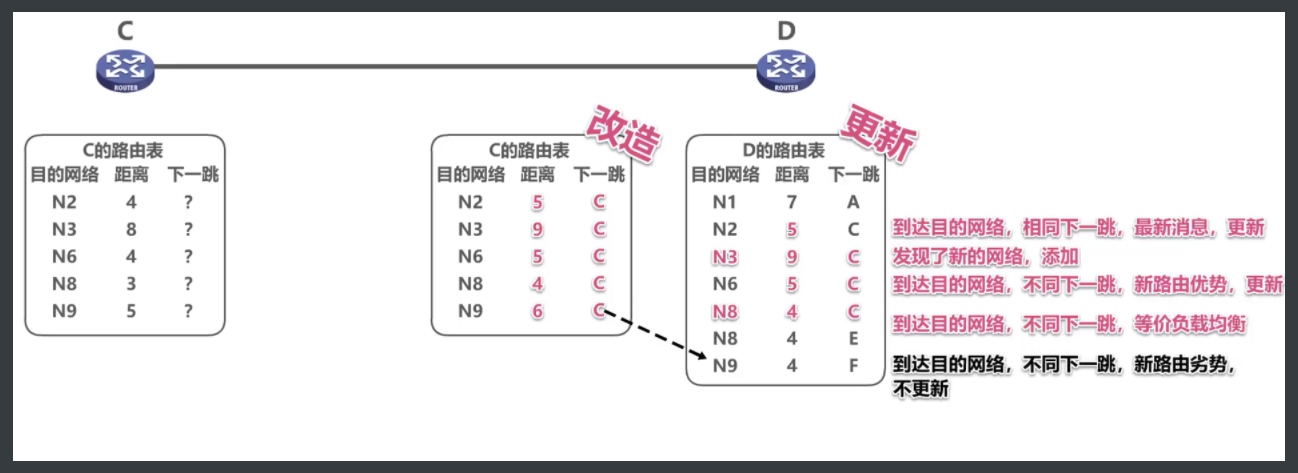 C
D
ROUTER
ROUTER
C的路由表
目的网络 距离 下一跳
N2 4 ?
N3 8 ?
N6 4 ?
N8 3 ?
N9 5 ?
改造
C的路由表
目的网络 距离 下一跳
N2 5 C
N3 9 C
N6 5 C
N8 4 C
N9 6 C
更新
D的路由表
目的网络 距离 下一跳
N1 7 A
N2 5 C
N3 9 C
N6 5 C
N8 4 C
N8 4 E
N9 4 F
到达目的网络，相同下一跳，最新消息，更新
发现了新的网络，添加
到达目的网络，不同下一跳，新路由优势，更新
到达目的网络，不同下一跳，等价负载均衡
到达目的网络，不同下一跳，新路由劣势，
不更新